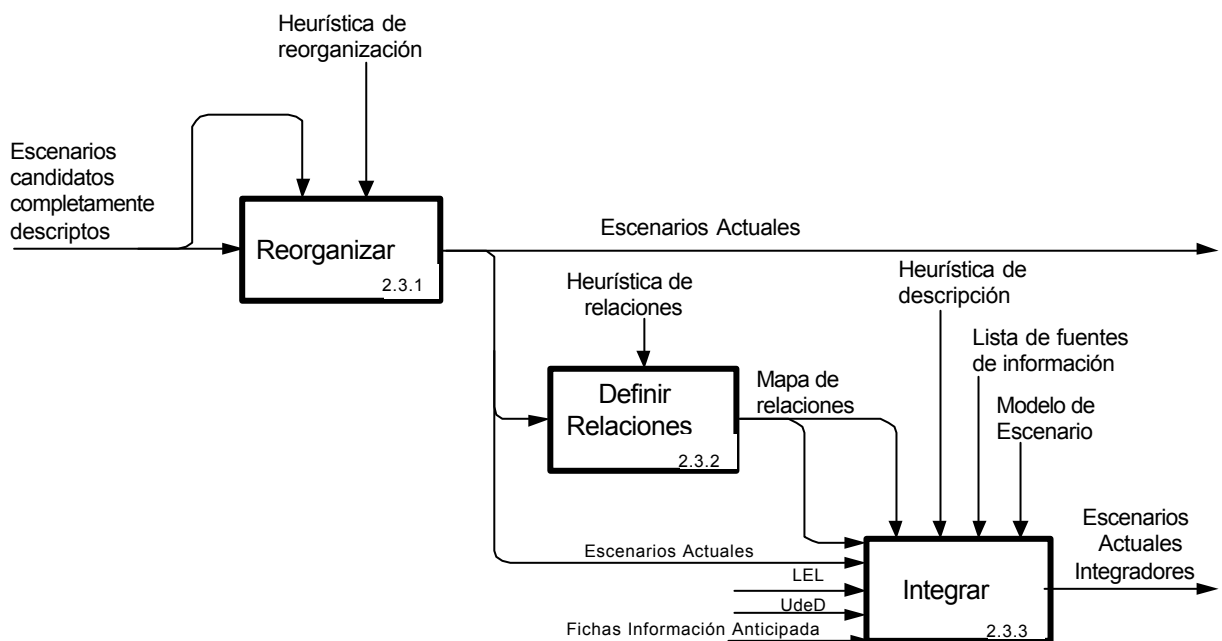 Heurística de
reorganización
Escenarios
candidatos
completamente
descriptos
Reorganizar
2.3.1
Escenarios Actuales
Heurística de
relaciones
Heurística de
descripción
Lista de fuentes
de información
Definir
Relaciones
2.3.2
Mapa de
relaciones
Modelo de
Escenario
Escenarios Actuales
LEL
UdeD
Fichas Información Anticipada
Integrar
2.3.3
Escenarios
Actuales
Integradores